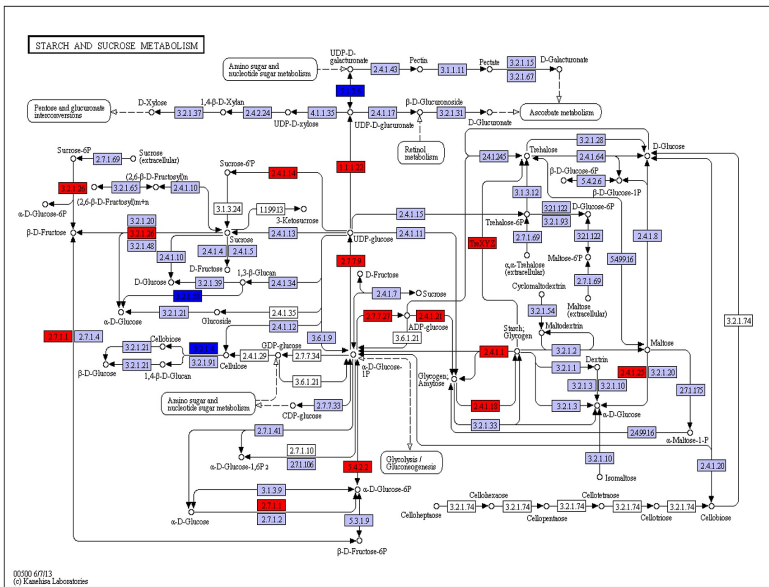 STARCH AND SUCROSE METABOLISM
Amino sugar and
nucleotide sugar metabolism
UDP-D-
galacturonate
2.4.1.43
Pectin
3.1.1.11
Pectate
3.2.1.15
3.2.1.67
D-Galacturonate
Pentose and glucuronate
interconversions
D-Xylose
3.2.1.37
1,4-β-D-Xylan
2.4.2.24
UDP-D-xylose
4.1.1.35
UDP-D-glucuronate
2.4.1.17
β-D-Glucuronoside
3.2.1.31
D-Glucuronate
Ascorbate metabolism
Retinol
metabolism
Sucrose-6P
2.7.1.69
Sucrose
(extracellular)
3.2.1.26
α-D-Glucose-6P
(2,6-β-D-Fructosyl)n
3.2.1.65
2.4.1.10
(2,6-β-D-Fructosyl)m+n
Sucrose-6'P
2.4.1.14
1.1.1.22
3.1.3.24
1.1.99.13
3-Ketosucrose
β-D-Fructose
3.2.1.20
3.2.1.26
3.2.1.48
Sucrose
2.4.1.13
UDP-glucose
2.4.1.15
2.4.1.11
2.4.1.10
2.4.1.4
2.4.1.5
D-Fructose
D-Glucose
3.2.1.39
1,3-β-Glucan
2.4.1.34
2.7.7.9
D-Fructose
2.4.1.7
Sucrose
α-D-Glucose
3.2.1.21
Glucoside
2.4.1.35
2.4.1.12
3.6.1.9
2.7.7.27
ADP-glucose
2.4.1.21
3.6.1.21
2.7.1.1
2.7.1.4
Cellobiose
3.2.1.21
3.2.1.4
3.2.1.91
Cellulose
3.2.1.21
β-D-Glucose
1,4-β-D-Glucan
GDP-glucose
2.4.1.29
2.7.7.34
3.6.1.21
α-D-Glucose-
1P
Amino sugar and
nucleotide sugar metabolism
CDP-glucose
2.7.7.33
2.7.1.41
2.7.1.10
2.7.1.106
α-D-Glucose-1,6P2
5.4.2.2
Glycolysis /
Gluconeogenesis
3.1.3.9
α-D-Glucose-6P
α-D-Glucose
2.7.1.1
2.7.1.2
5.3.1.9
β-D-Fructose-6P
2.4.1.245
Trehalose
3.2.1.28
2.4.1.64
D-Glucose
β-D-Glucose-6P
5.4.2.6
β-D-Glucose-1P
3.1.3.12
Trehalose-6P
3.2.1.122
3.2.1.93
D-Glucose-6P
TreXYZ
2.7.1.69
α,α-Trehalose
(extracellular)
3.2.1.122
Maltose-6'P
2.7.1.69
Maltose
(extracellular)
5.4.99.16
2.4.1.8
Cyclomaltodextrin
3.2.1.54
Maltodextrin
3.2.1.74
Starch;
Glycogen
2.4.1.1
3.2.1.2
Maltose
Glycogen;
Amylose
2.4.1.18
3.2.1.1
Dextrin
3.2.1.3
3.2.1.10
2.4.1.25
3.2.1.20
3.2.1.3
α-D-Glucose
3.2.1.33
2.7.1.175
α-Maltose-1-P
2.4.99.16
3.2.1.10
Isomaltose
2.4.1.20
Celloheptaose
3.2.1.74
Cellohexaose
3.2.1.74
Cellopentaose
3.2.1.74
Cellotetraose
3.2.1.74
Cellotriose
3.2.1.74
Cellobiose
00500 6/7/13
(c) Kanehisa Laboratories